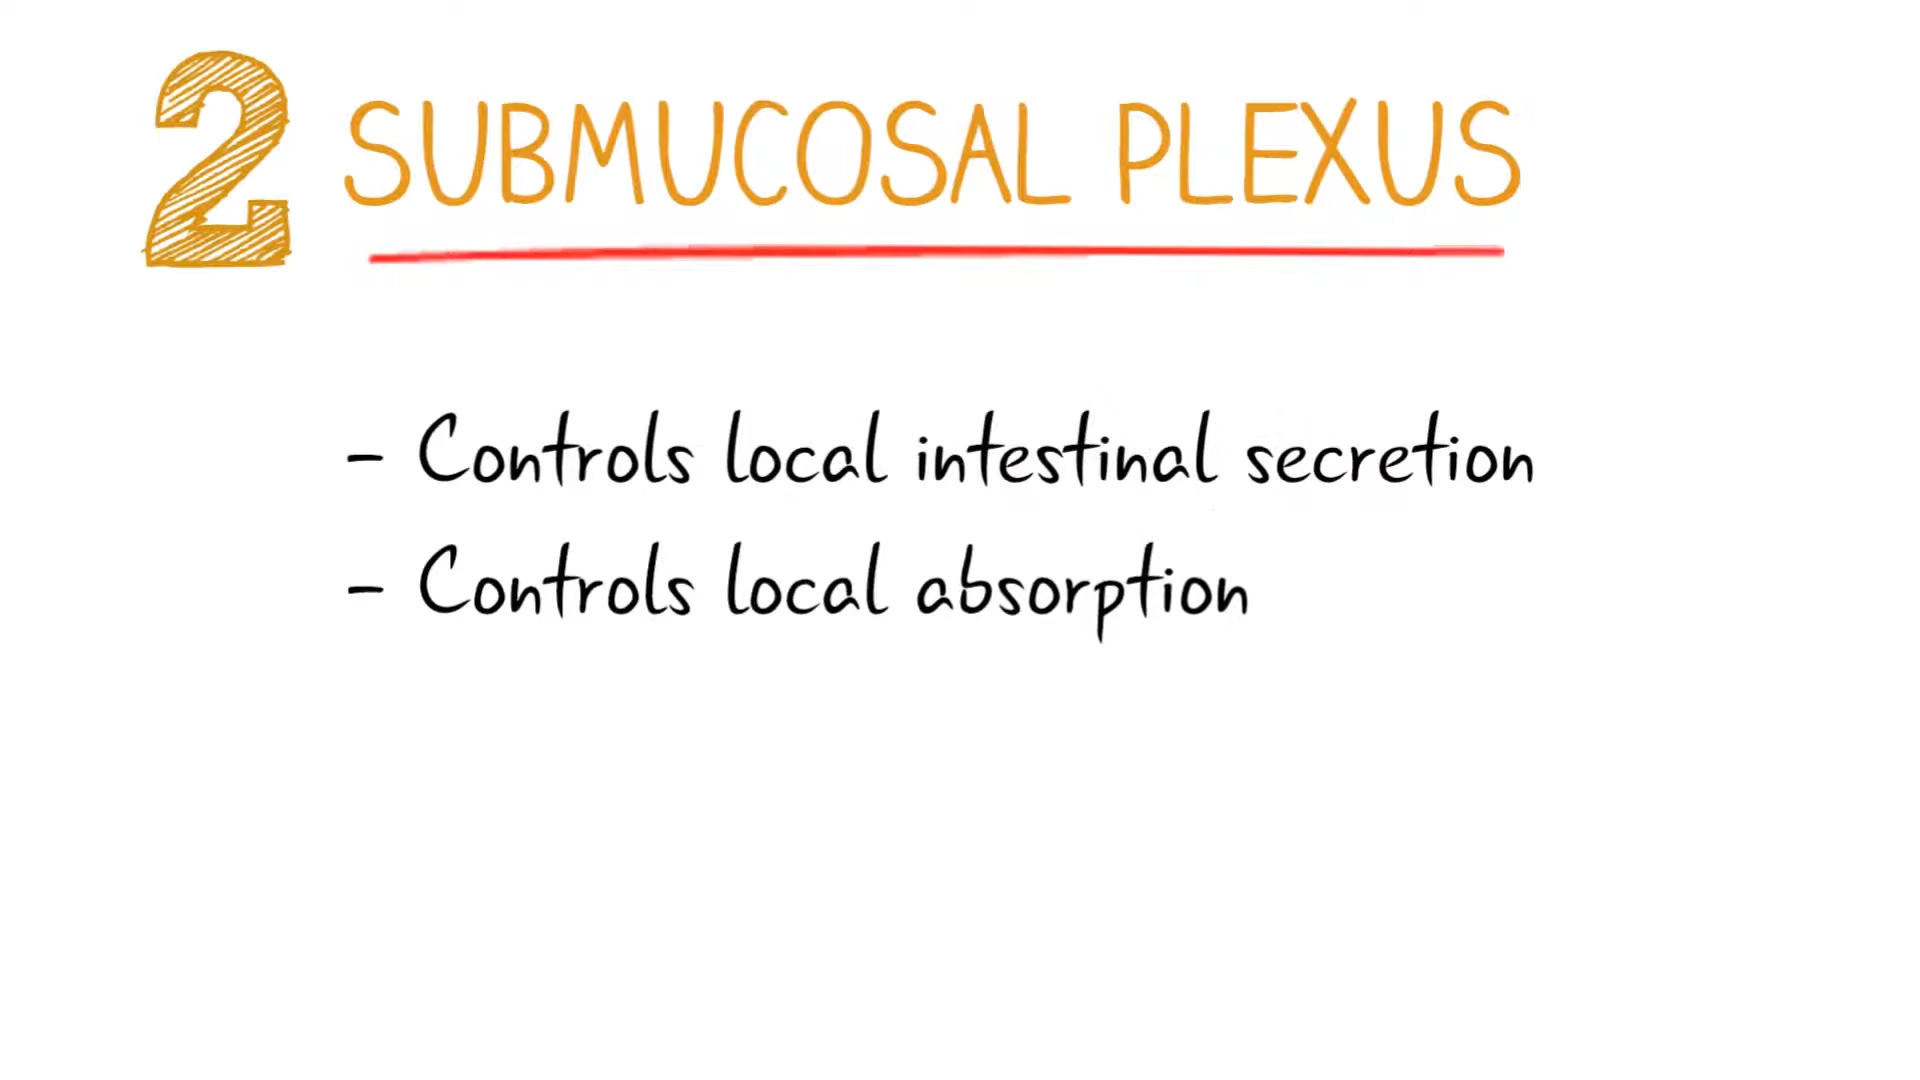 2 SUBMUCOSAL PLEXUS
- Controls local intestinal secretion
- Controls local absorption